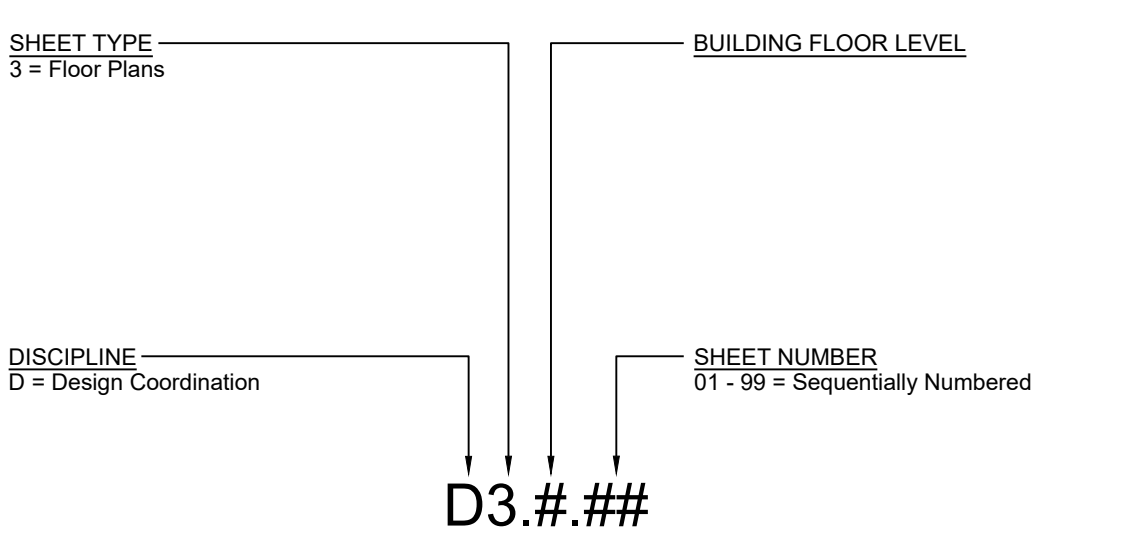 SHEET TYPE
3 = Floor Plans
BUILDING FLOOR LEVEL
DISCIPLINE
D = Design Coordination
SHEET NUMBER
01 - 99 = Sequentially Numbered
D3.#.##